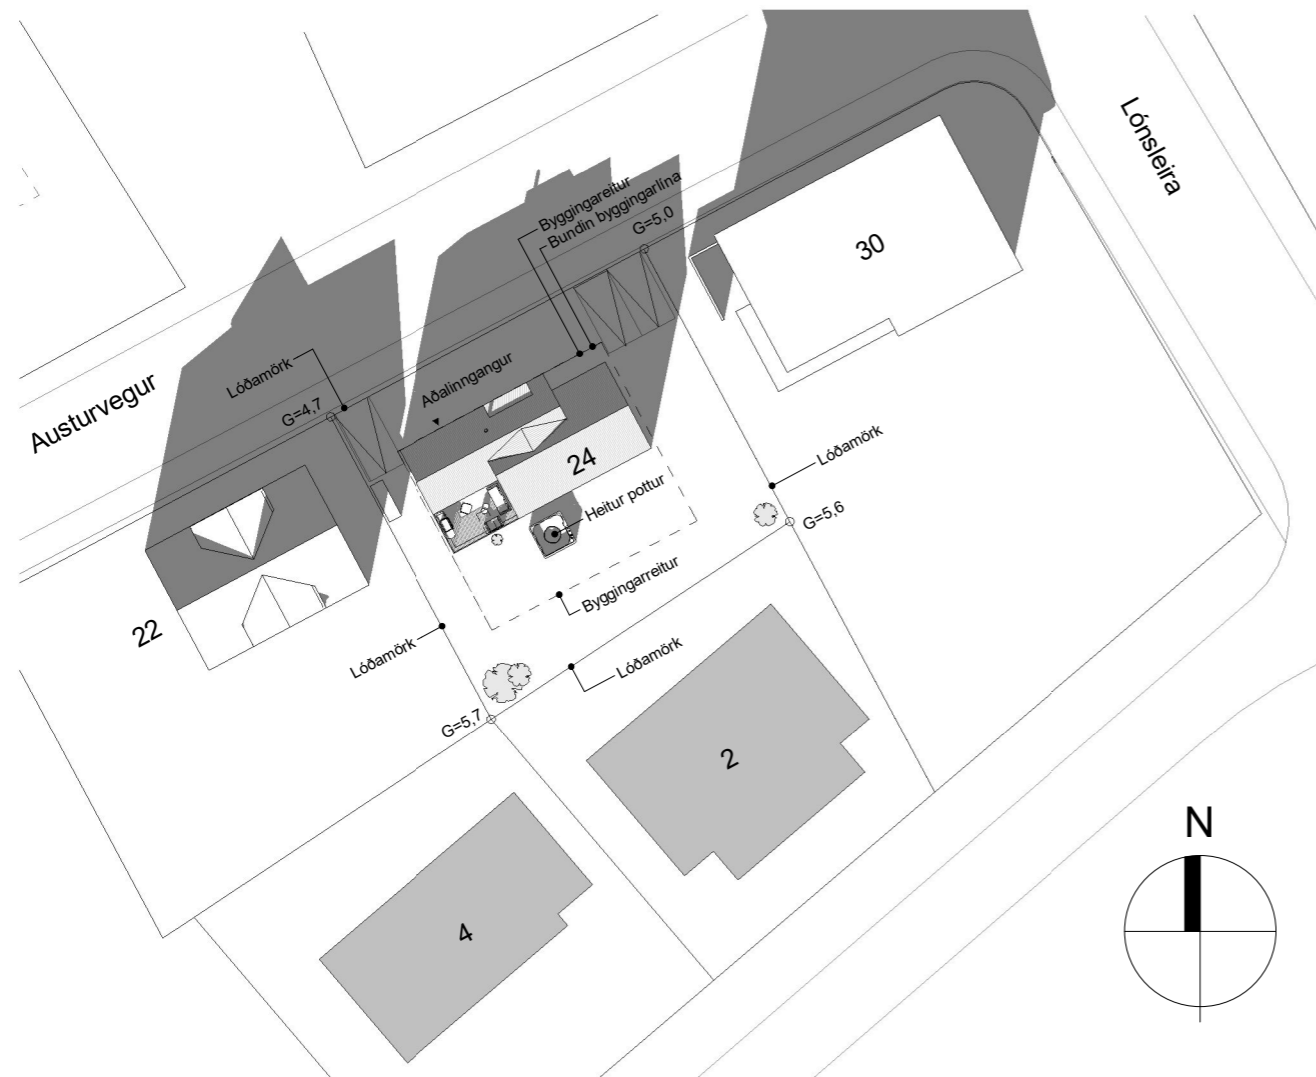 Lónsleira
Byggingareitur
Bundin byggingarlína
G=5,0
30
Lóðamörk
Aðalinngangur
Austurvegur
G=4,7
24
Lóðamörk
Heitur pottur
G=5,6
Byggingarreitur
22
Lóðamörk
Lóðamörk
G=5,7
2
4
N